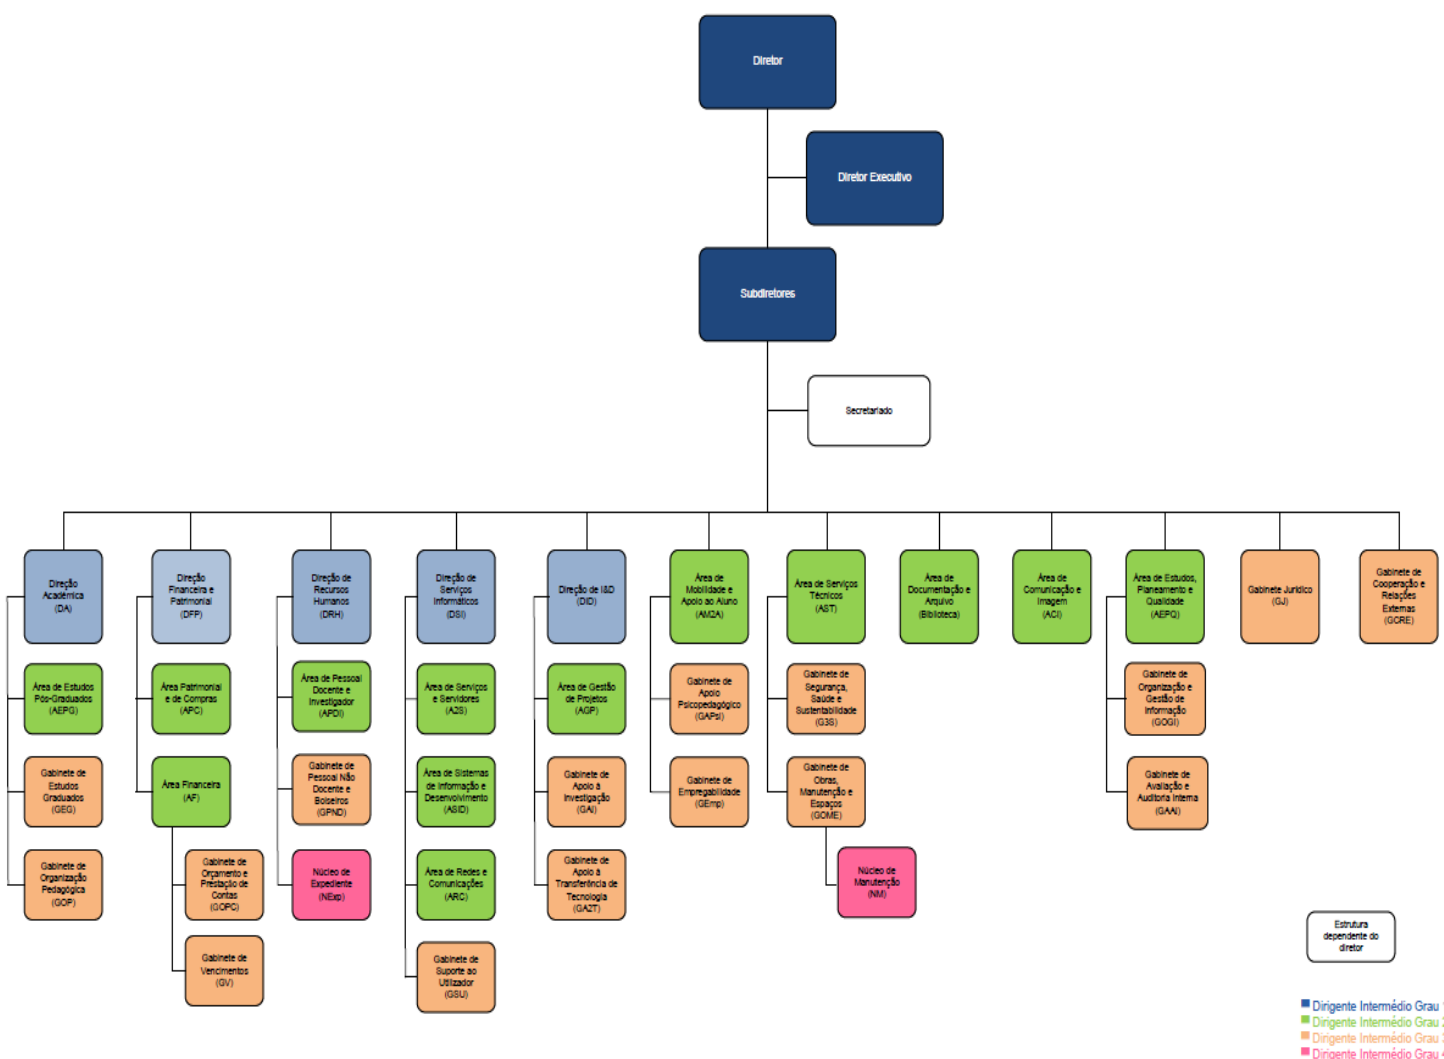 Diretor
Diretor Executivo
Subdiretores
Secretariado
Direção
Académica
(DA)
Direção
Financeira e
Patrimonial
(DFP)
Direção de
Recursos
Humanos
(DRH)
Direção de
Serviços
Informáticos
(DSI)
Direção de I&D
(DID)
Área de
Mobilidade e
Apoio ao Aluno
(AM2A)
Área de Serviços
Técnicos
(AST)
Área de
Documentação e
Arquivo
(Biblioteca)
Área de
Comunicação e
Imagem
(ACI)
Área de Estudos,
Planeamento e
Qualidade
(AEPQ)
Gabinete Jurídico
(GJ)
Gabinete de
Cooperação e
Relações
Externas
(GCRE)
Área de Estudos
Pós-Graduados
(AEPG)
Área Patrimonial
e de Compras
(APC)
Área de Pessoal
Docente e
Investigador
(APDI)
Área de Serviços
e Servidores
(A2S)
Área de Gestão
de Projetos
(AGP)
Gabinete de
Apoio
Psicopedagógico
(GAPsi)
Gabinete de
Segurança,
Saúde e
Sustentabilidade
(G3S)
Gabinete de
Organização e
Gestão de
Informação
(GOGI)
Gabinete de
Estudos
Graduados
(GEG)
Área Financeira
(AF)
Gabinete de
Pessoal Não
Docente e
Bolseiros
(GPND)
Área de Sistemas
de Informação e
Desenvolvimento
(ASID)
Gabinete de
Apoio à
Investigação
(GAI)
Gabinete de
Empregabilidade
(GEmp)
Gabinete de
Obras,
Manutenção e
Espaços
(GOME)
Gabinete de
Avaliação e
Auditoria Interna
(GAAI)
Gabinete de
Organização
Pedagógica
(GOP)
Gabinete de
Orçamento e
Prestação de
Contas
(GOPC)
Núcleo de
Expediente
(NExp)
Área de Redes e
Comunicações
(ARC)
Gabinete de
Apoio à
Transferência de
Tecnologia
(GA2T)
Núcleo de
Manutenção
(NM)
Gabinete de
Vencimentos
(GV)
Gabinete de
Suporte ao
Utilizador
(GSU)
Estrutura
dependente do
diretor
Dirigente Intermédio Grau
Dirigente Intermédio Grau
Dirigente Intermédio Grau
Dirigente Intermédio Grau